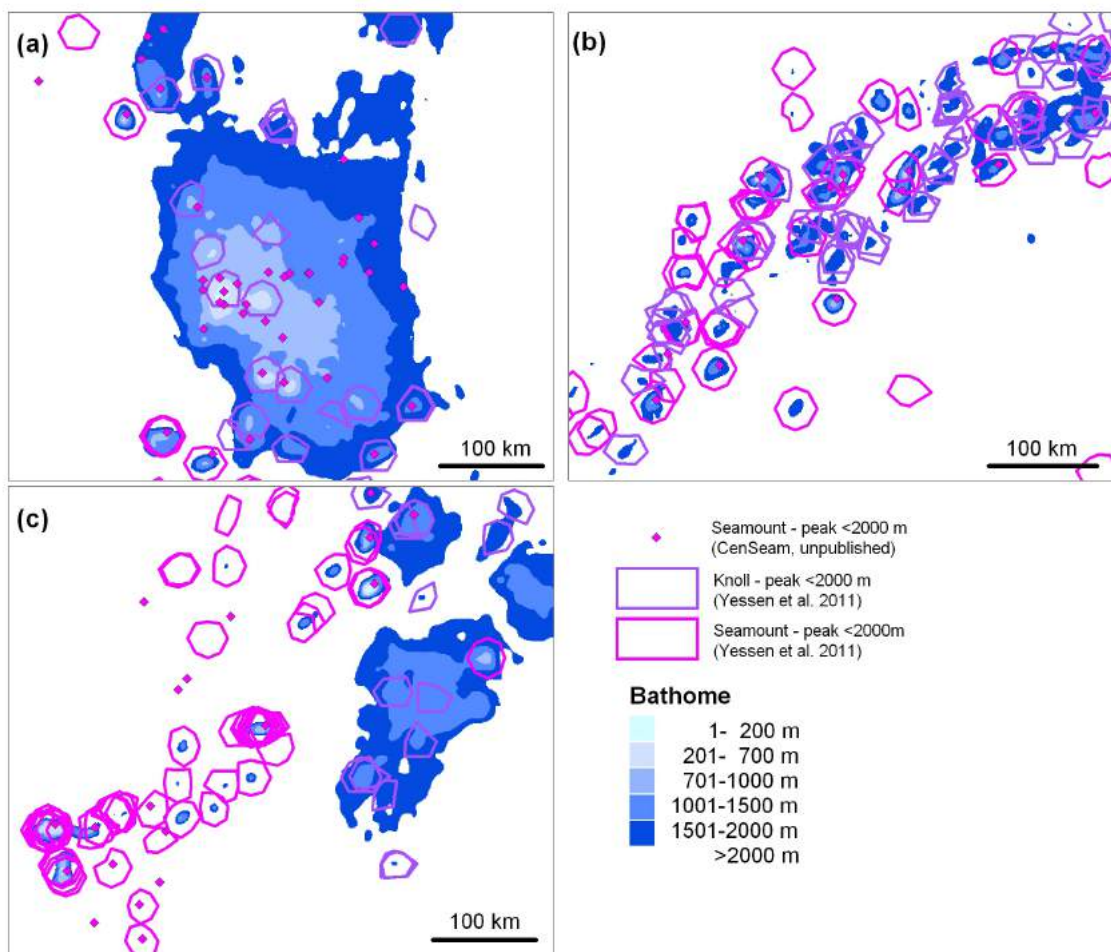 (a)
100 km
(b)
100 km
(c)
100 km
Seamount - peak <2000 m
(CenSeam, unpublished)
Knoll - peak <2000 m
(Yessen et al. 2011)
Seamount - peak <2000m
(Yessen et al. 2011)
Bathome
1- 200 m
201- 700 m
701-1000 m
1001-1500 m
1501-2000 m
>2000 m